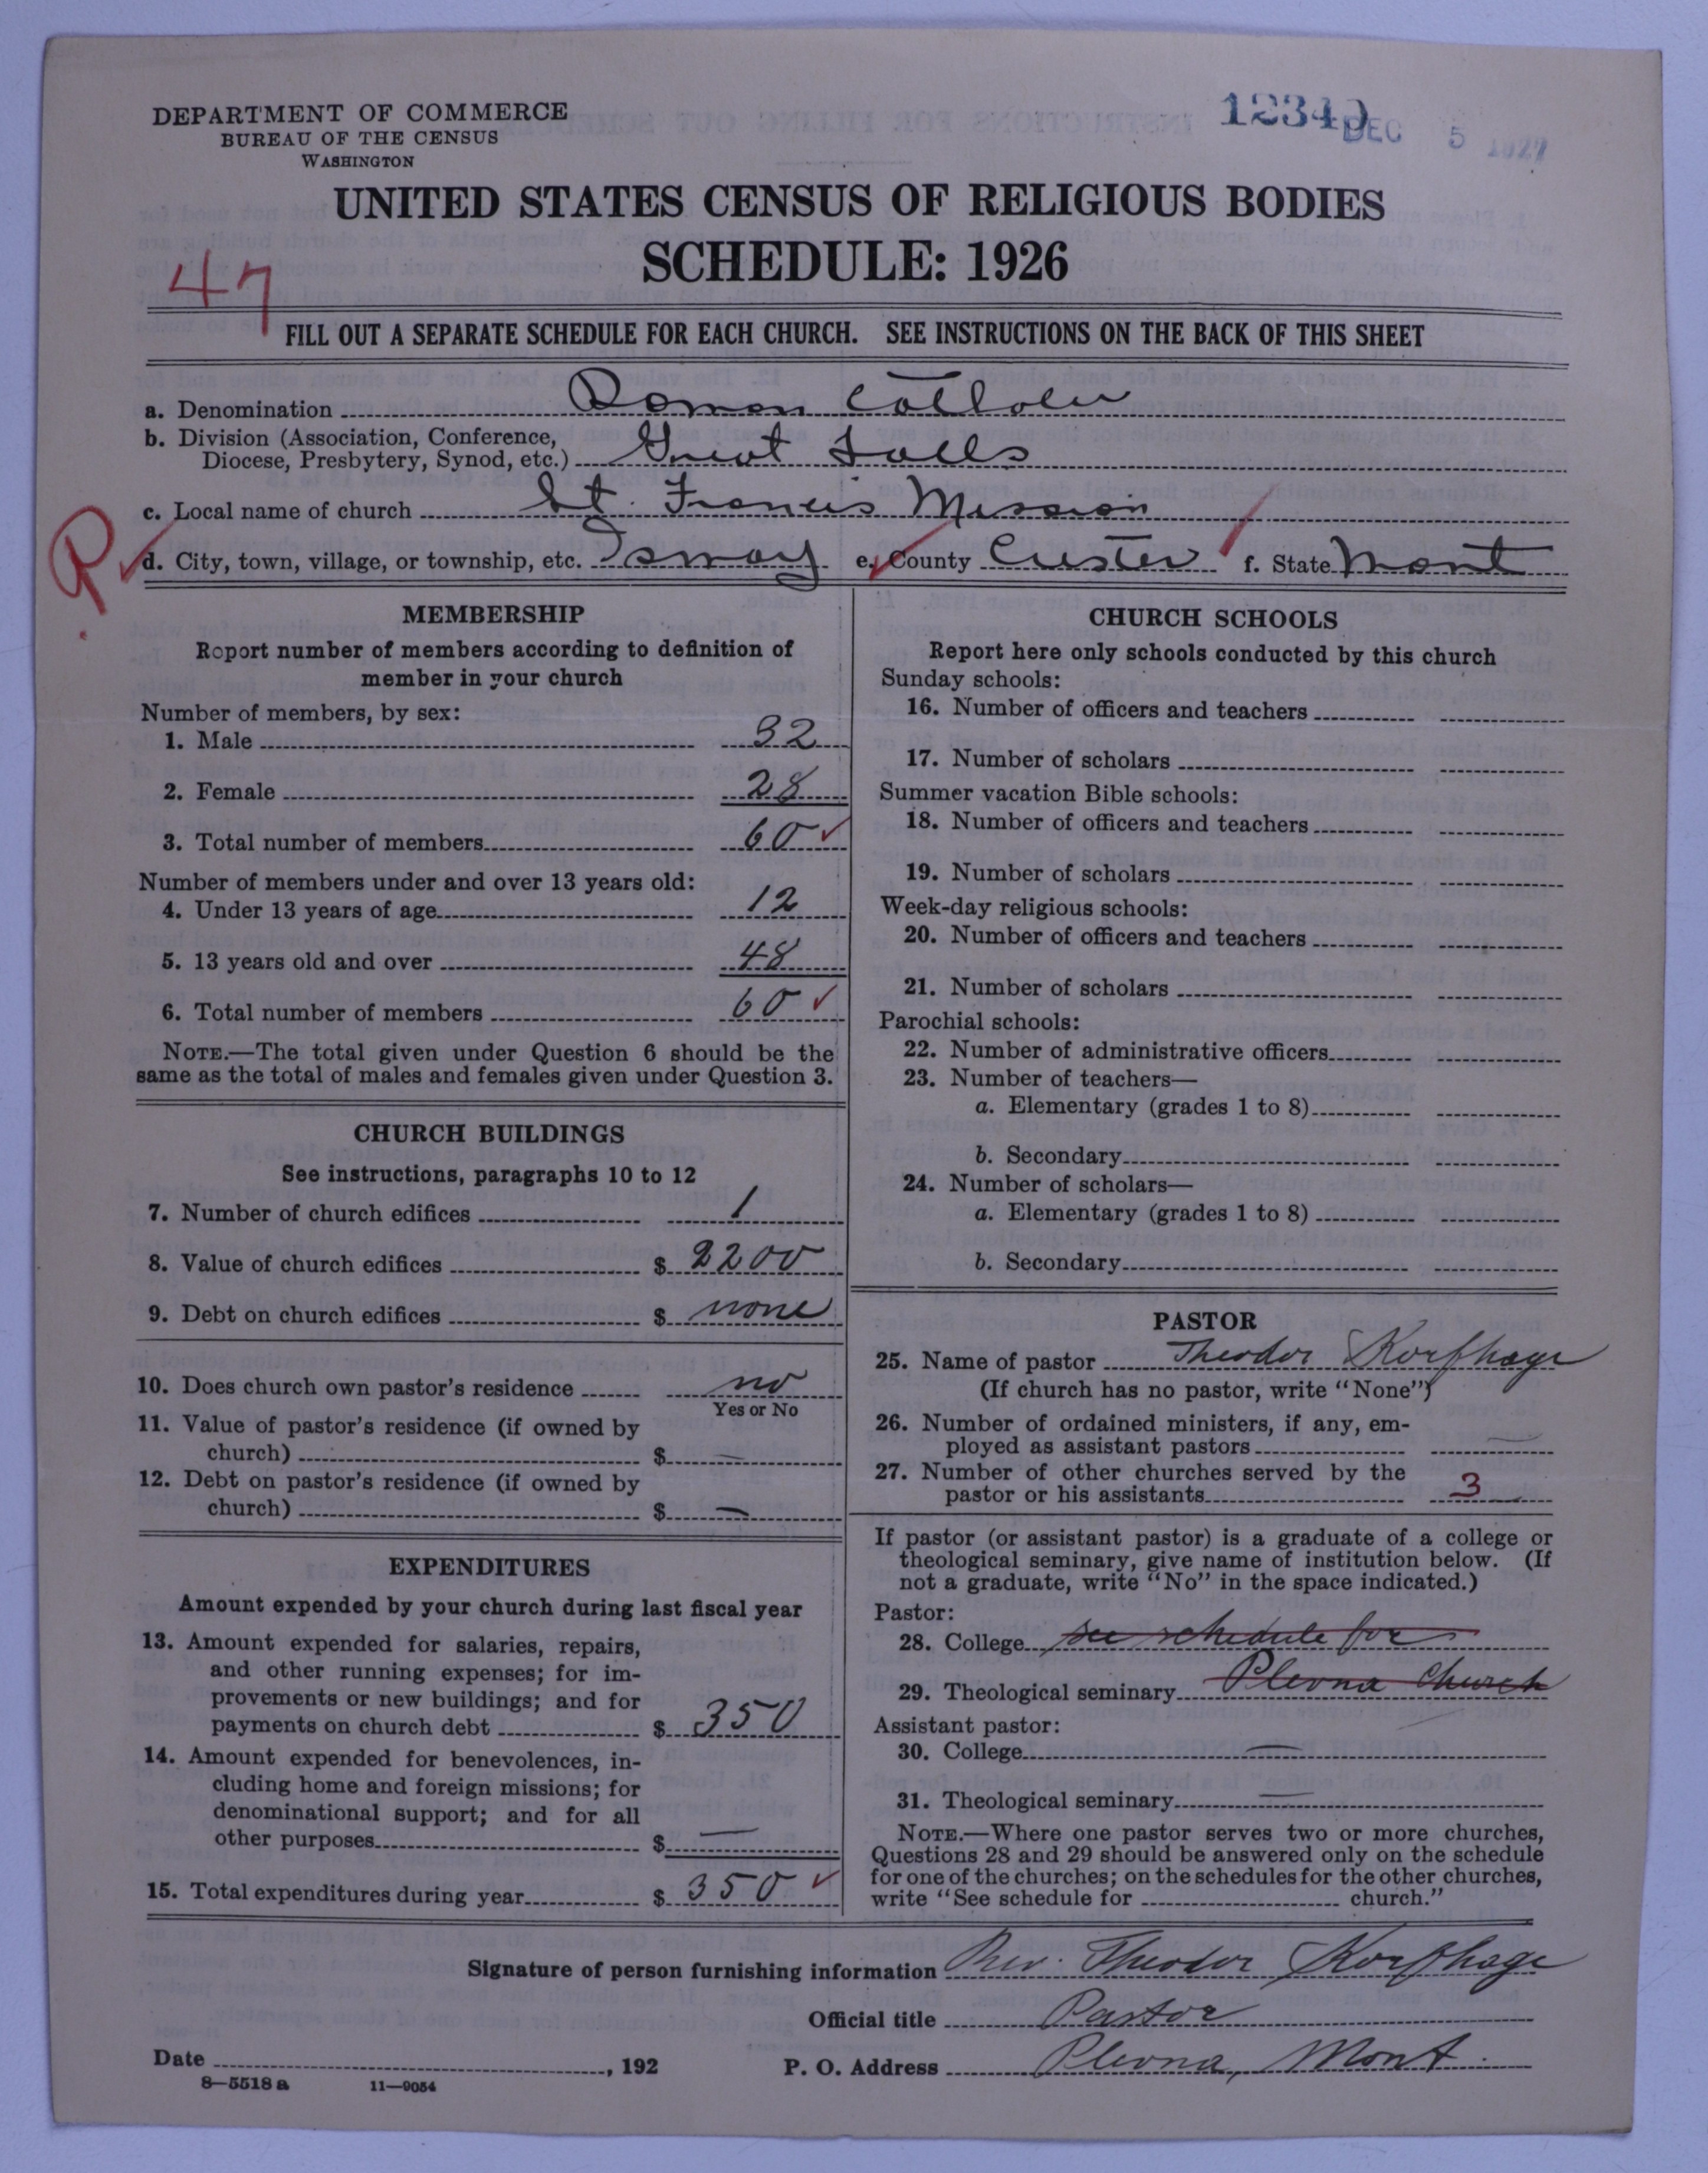 DEPARTMENT OF COMMERCE
BUREAU OF THE CENSUS
WASHINGTON
12349
DEC 5 1927
UNITED STATES CENSUS OF RELIGIOUS BODIES
SCHEDULE: 1926
47
FILL OUT A SEPARATE SCHEDULE FOR EACH CHURCH. SEE INSTRUCTIONS ON THE BACK OF THIS SHEET
a. Denomination Roman Catholic
b. Division (Association, Conference,
Diocese, Presbytery, Synod, etc.) Great Falls
c. Local name of church St. Francis Mission
R
d. City, town, village, or township, etc. Ismay e. County Custer f. State Mont
MEMBERSHIP
Report number of members according to definition of
member in your church
Number of members, by sex:
1. Male 32
2. Female 28
3. Total number of members 60 ✓
Number of members under and over 13 years old:
4. Under 13 years of age 12
5. 13 years old and over 48
6. Total number of members 60 ✓
NOTE.—The total given under Question 6 should be the
same as the total of males and females given under Question 3.
CHURCH BUILDINGS
See instructions, paragraphs 10 to 12
7. Number of church edifices 1
8. Value of church edifices $ 2200
9. Debt on church edifices $ none
10. Does church own pastor's residence no
Yes or No
11. Value of pastor's residence (if owned by
church) $ —
12. Debt on pastor's residence (if owned by
church) $ —
EXPENDITURES
Amount expended by your church during last fiscal year
13. Amount expended for salaries, repairs,
and other running expenses; for im-
provements or new buildings; and for
payments on church debt $ 350
14. Amount expended for benevolences, in-
cluding home and foreign missions; for
denominational support; and for all
other purposes $ —
15. Total expenditures during year $ 350 ✓
CHURCH SCHOOLS
Report here only schools conducted by this church
Sunday schools:
16. Number of officers and teachers
17. Number of scholars
Summer vacation Bible schools:
18. Number of officers and teachers
19. Number of scholars
Week-day religious schools:
20. Number of officers and teachers
21. Number of scholars
Parochial schools:
22. Number of administrative officers
23. Number of teachers—
a. Elementary (grades 1 to 8)
b. Secondary
24. Number of scholars—
a. Elementary (grades 1 to 8)
b. Secondary
PASTOR
25. Name of pastor Theodor Korfhage
(If church has no pastor, write "None")
26. Number of ordained ministers, if any, em-
ployed as assistant pastors —
27. Number of other churches served by the
pastor or his assistants 3
If pastor (or assistant pastor) is a graduate of a college or
theological seminary, give name of institution below. (If
not a graduate, write "No" in the space indicated.)
Pastor:
28. College see schedule for
29. Theological seminary Plevna Church
Assistant pastor:
30. College —
31. Theological seminary —
NOTE.—Where one pastor serves two or more churches,
Questions 28 and 29 should be answered only on the schedule
for one of the churches; on the schedules for the other churches,
write "See schedule for church."
Signature of person furnishing information Rev. Theodor Korfhage
Official title Pastor
Date , 192
P. O. Address Plevna, Mont.
8—5518 a 11—9054